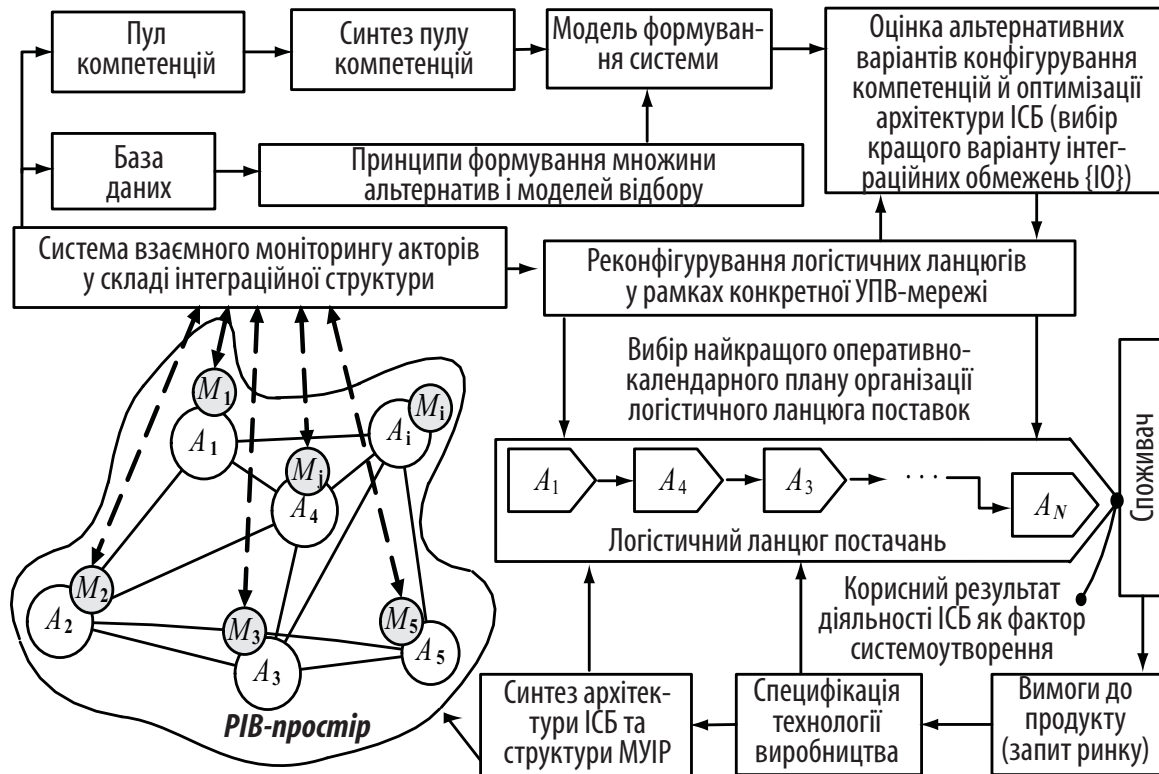 Пул
компетенцій
Синтез пулу
компетенцій
Модель формуван-
ня системи
Оцінка альтернативних
варіантів конфігурування
компетенцій й оптимізації
архітектури ІСБ (вибір
кращого варіанту інтег-
раційних обмежень {ІО})
База
даних
Принципи формування множини
альтернатив і моделей відбору
Система взаємного моніторингу акторів
у складі інтеграційної структури
Реконфігурування логістичних ланцюгів
у рамках конкретної УПВ-мережі
Вибір найкращого оперативно-
календарного плану організації
логістичного ланцюга поставок
M1
A1
Mi
Ai
Mj
A4
M2
A2
M3
A3
M5
A5
РІВ-простір
A1
A4
A3
. . .
AN
Логістичний ланцюг постачань
Споживач
Корисний результат
діяльності ІСБ як фактор
системоутворення
Синтез архітек-
тури ІСБ та
структури МУІР
Специфікація
технології
виробництва
Вимоги до
продукту
(запит ринку)